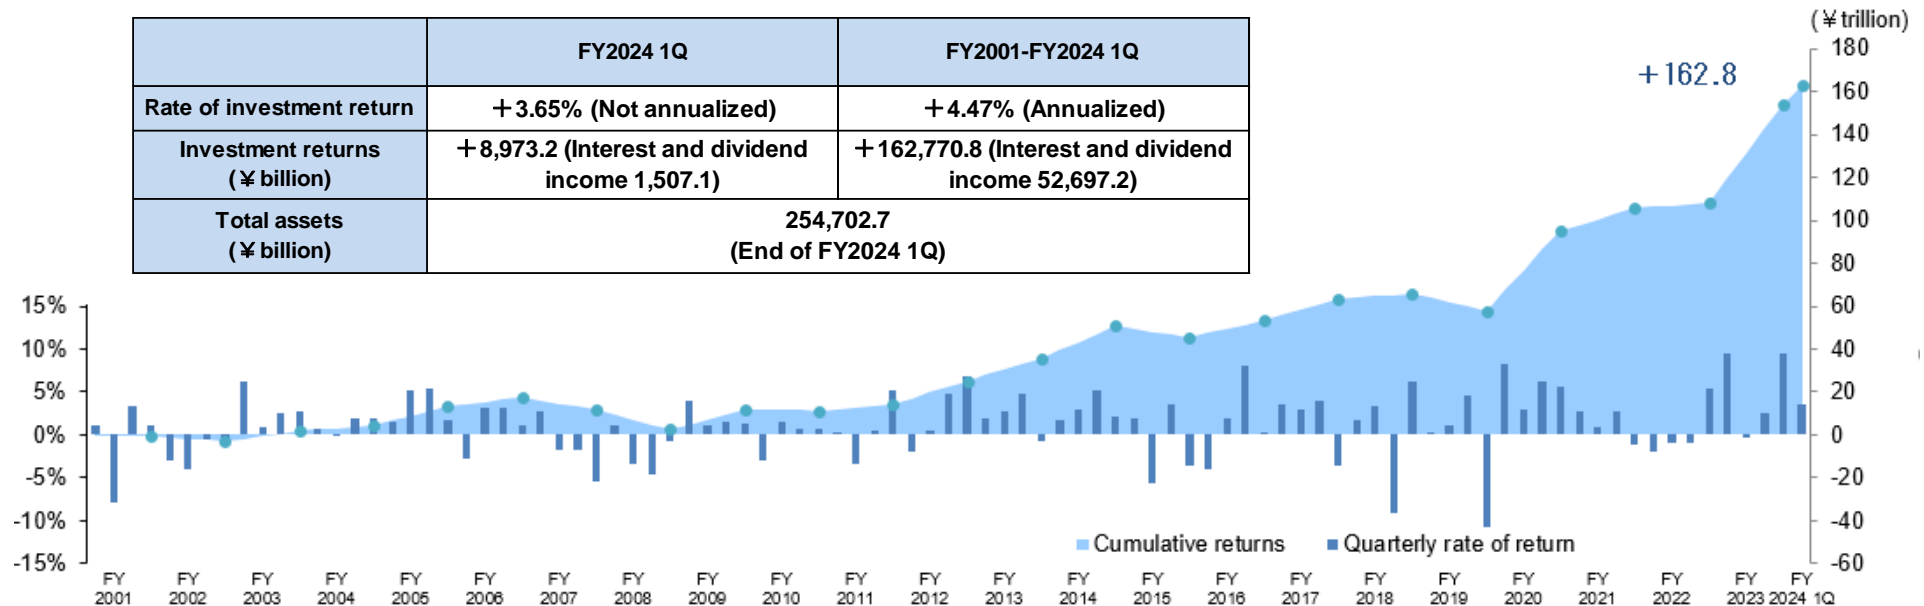 (¥trillion)
FY2024 1Q
FY2001-FY2024 1Q
Rate of investment return
+3.65% (Not annualized)
+4.47% (Annualized)
Investment returns
(¥billion)
+8,973.2 (Interest and dividend
income 1,507.1)
+162,770.8 (Interest and dividend
income 52,697.2)
Total assets
(¥billion)
254,702.7
(End of FY2024 1Q)
+162.8
180
160
140
120
100
80
60
40
20
0
-20
-40
-60
15%
10%
5%
0%
-5%
-10%
-15%
Cumulative returns
Quarterly rate of return
FY
2001
FY
2002
FY
2003
FY
2004
FY
2005
FY
2006
FY
2007
FY
2008
FY
2009
FY
2010
FY
2011
FY
2012
FY
2013
FY
2014
FY
2015
FY
2016
FY
2017
FY
2018
FY
2019
FY
2020
FY
2021
FY
2022
FY
2023
FY
2024 1Q